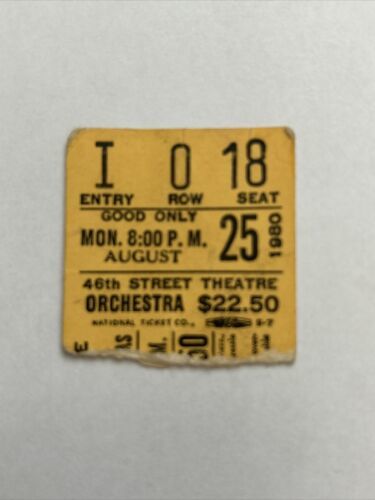 I O 18
ENTRY ROW SEAT
GOOD ONLY
MON. 8:00 P. M. 25 1980
AUGUST
46th STREET THEATRE
ORCHESTRA $22.50
NATIONAL TICKET CO.,